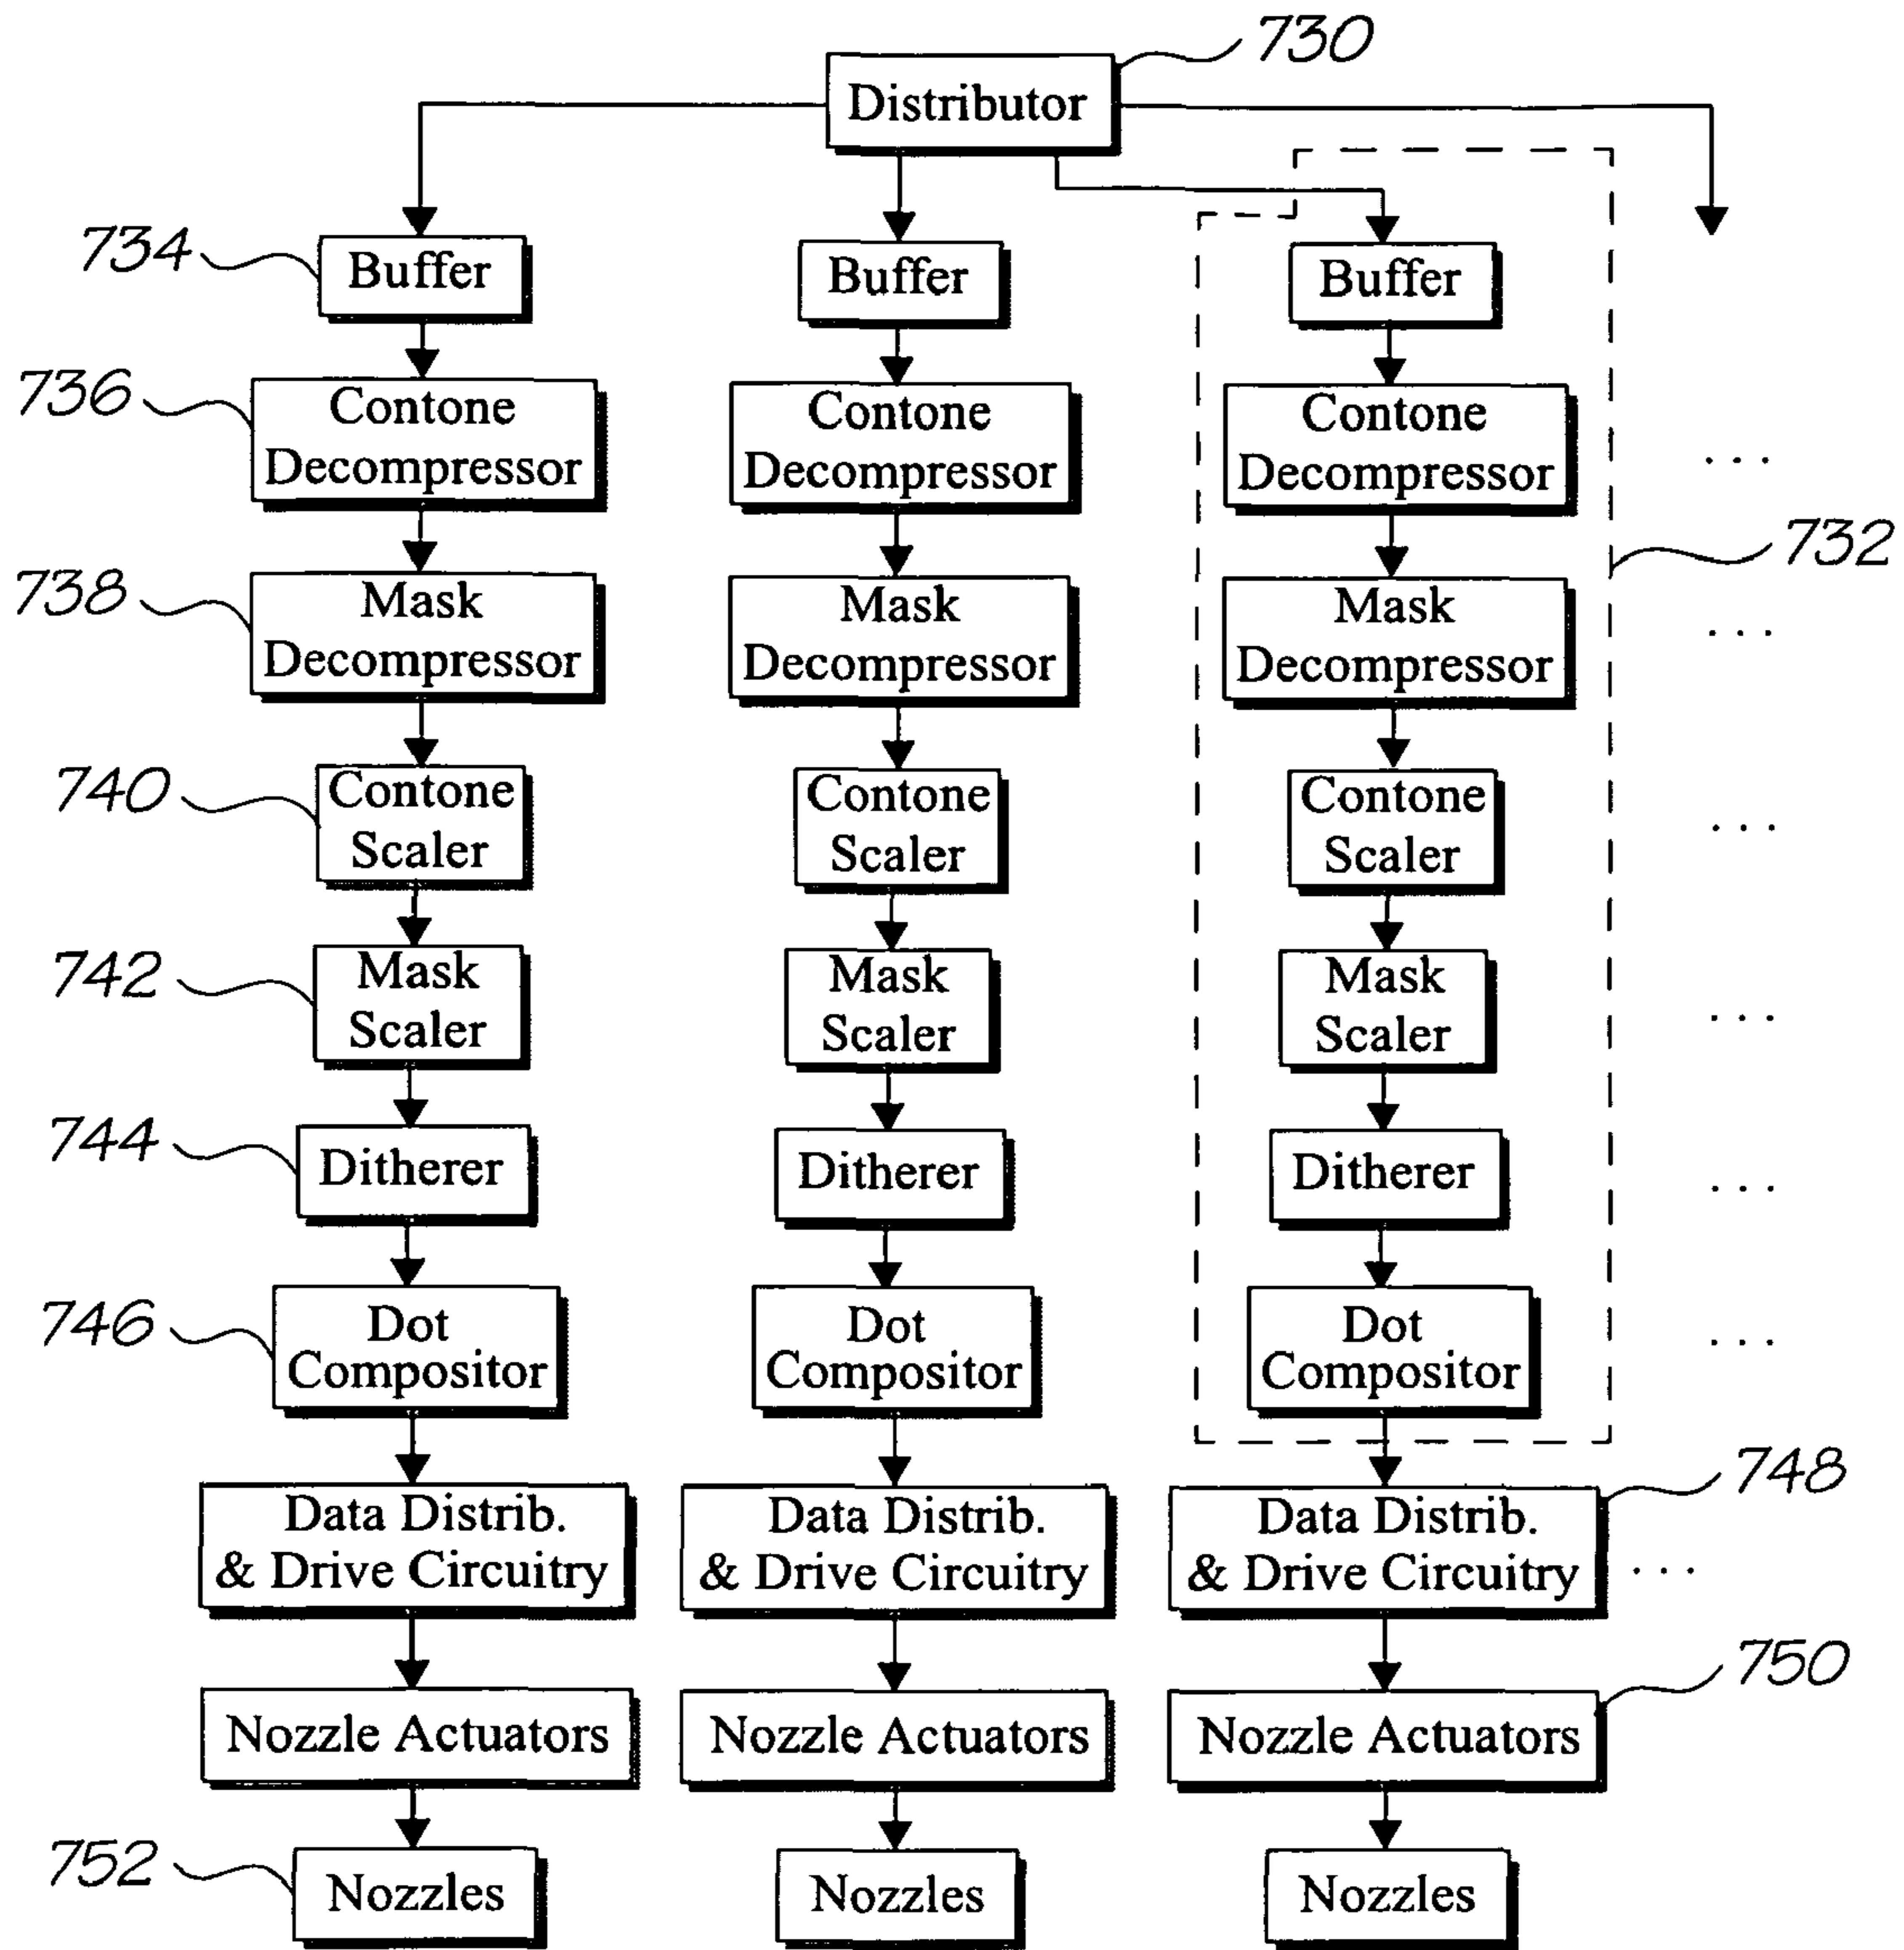 730
Distributor
734
Buffer
Buffer
Buffer
736
Contone
Decompressor
Contone
Decompressor
Contone
Decompressor
...
732
738
Mask
Decompressor
Mask
Decompressor
Mask
Decompressor
...
740
Contone
Scaler
Contone
Scaler
Contone
Scaler
...
742
Mask
Scaler
Mask
Scaler
Mask
Scaler
...
744
Ditherer
Ditherer
Ditherer
...
746
Dot
Compositor
Dot
Compositor
Dot
Compositor
...
Data Distrib.
& Drive Circuitry
Data Distrib.
& Drive Circuitry
Data Distrib.
& Drive Circuitry
748
...
Nozzle Actuators
Nozzle Actuators
Nozzle Actuators
750
752
Nozzles
Nozzles
Nozzles